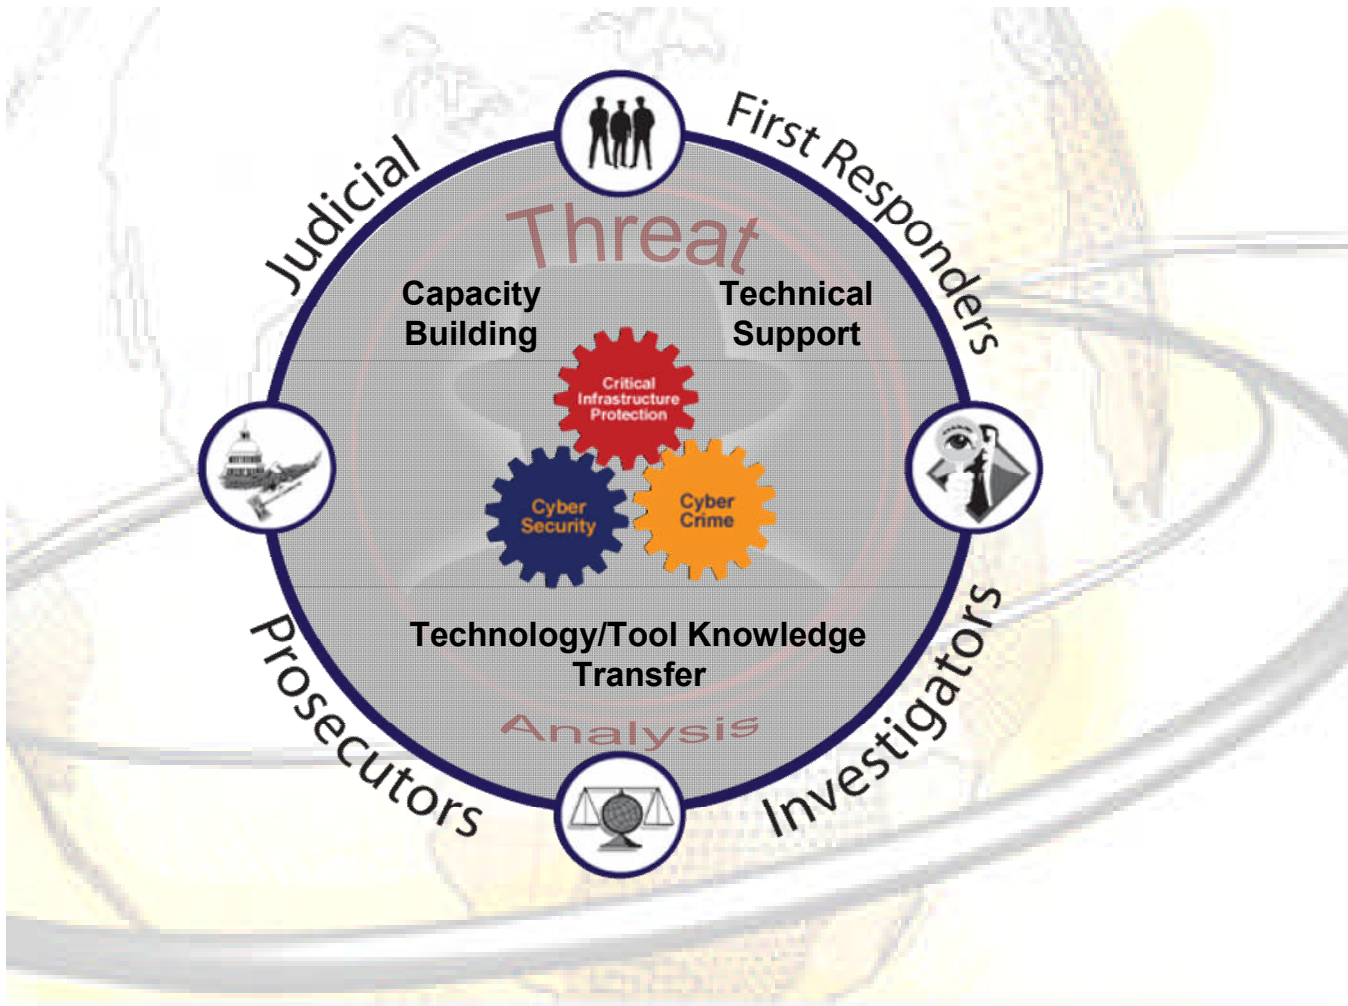 Judicial
First Responders
Threat
Capacity
Building
Technical
Support
Critical
Infrastructure
Protection
Cyber
Security
Cyber
Crime
Technology/Tool Knowledge
Transfer
Analysis
Prosecutors
Investigators